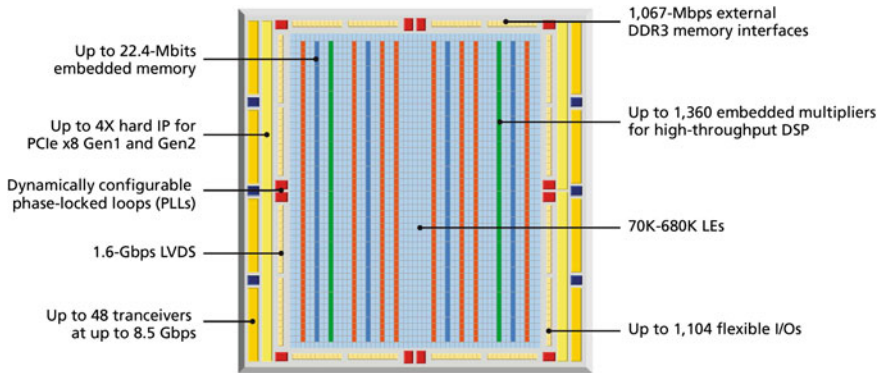 Up to 22.4-Mbits
embedded memory
Up to 4X hard IP for
PCIe x8 Gen1 and Gen2
Dynamically configurable
phase-locked loops (PLLs)
1.6-Gbps LVDS
Up to 48 tranceivers
at up to 8.5 Gbps
1,067-Mbps external
DDR3 memory interfaces
Up to 1,360 embedded multipliers
for high-throughput DSP
70K-680K LEs
Up to 1,104 flexible I/Os